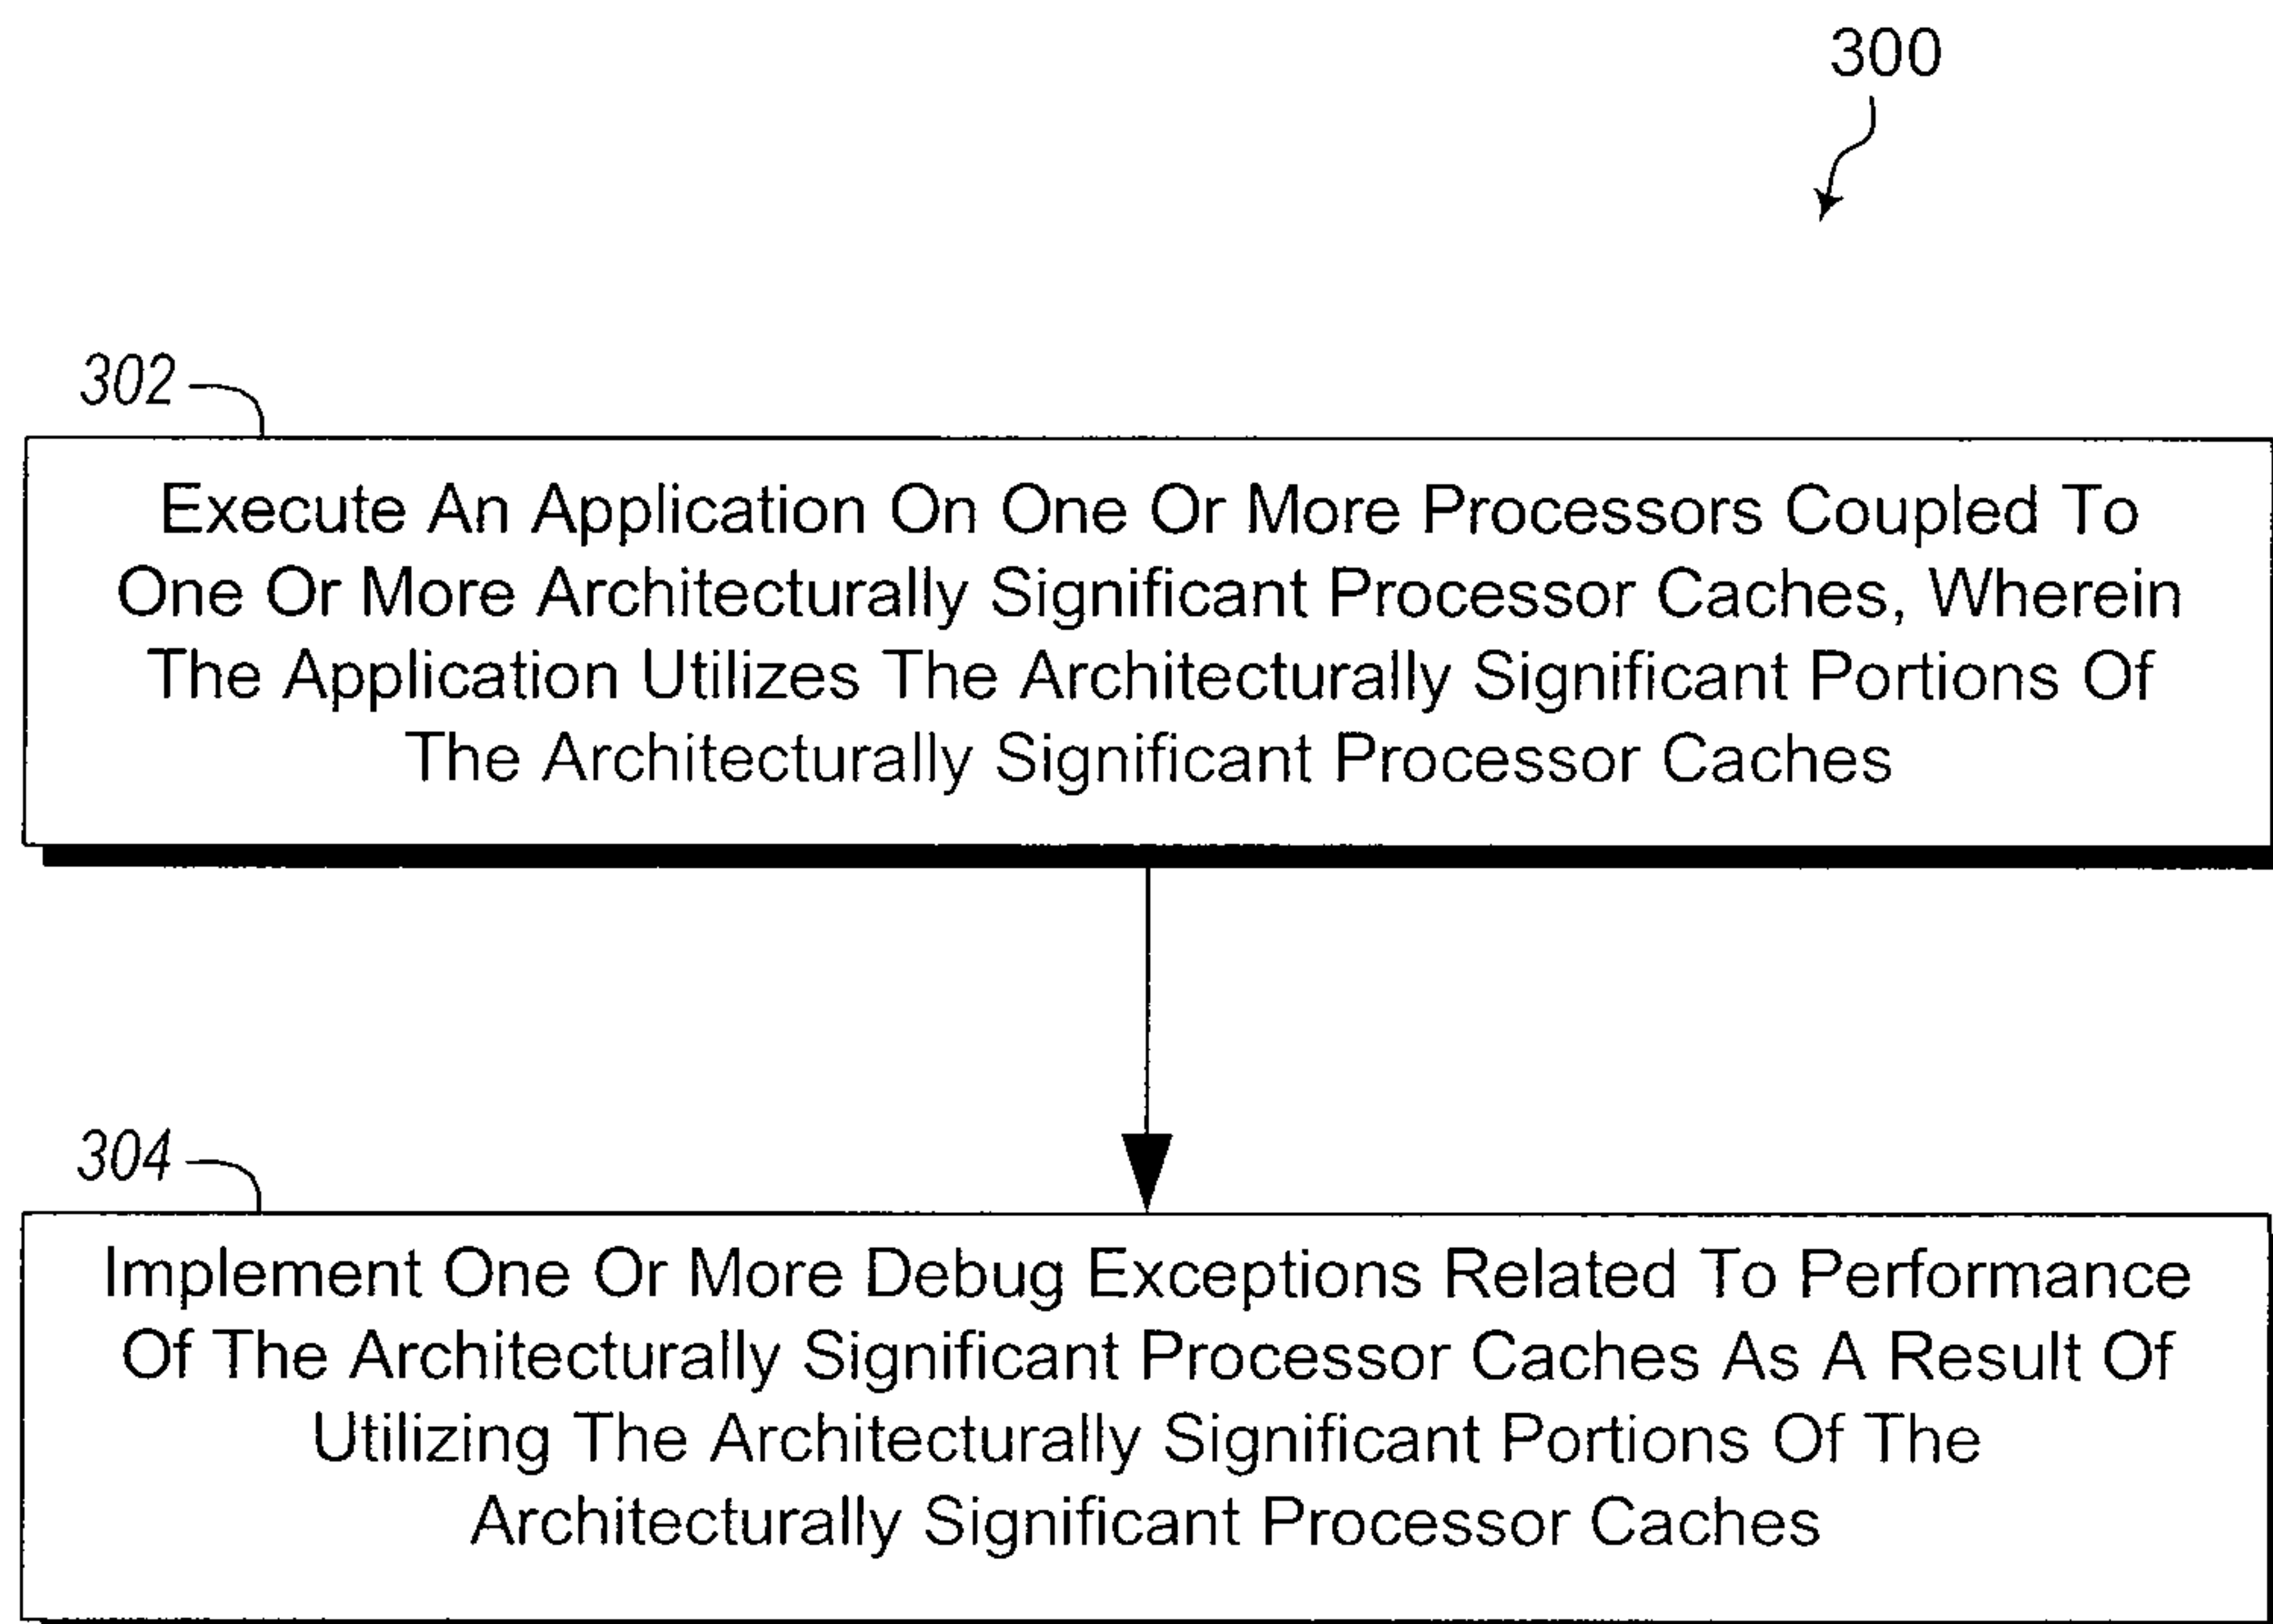 300
302
Execute An Application On One Or More Processors Coupled To
One Or More Architecturally Significant Processor Caches, Wherein
The Application Utilizes The Architecturally Significant Portions Of
The Architecturally Significant Processor Caches
304
Implement One Or More Debug Exceptions Related To Performance
Of The Architecturally Significant Processor Caches As A Result Of
Utilizing The Architecturally Significant Portions Of The
Architecturally Significant Processor Caches